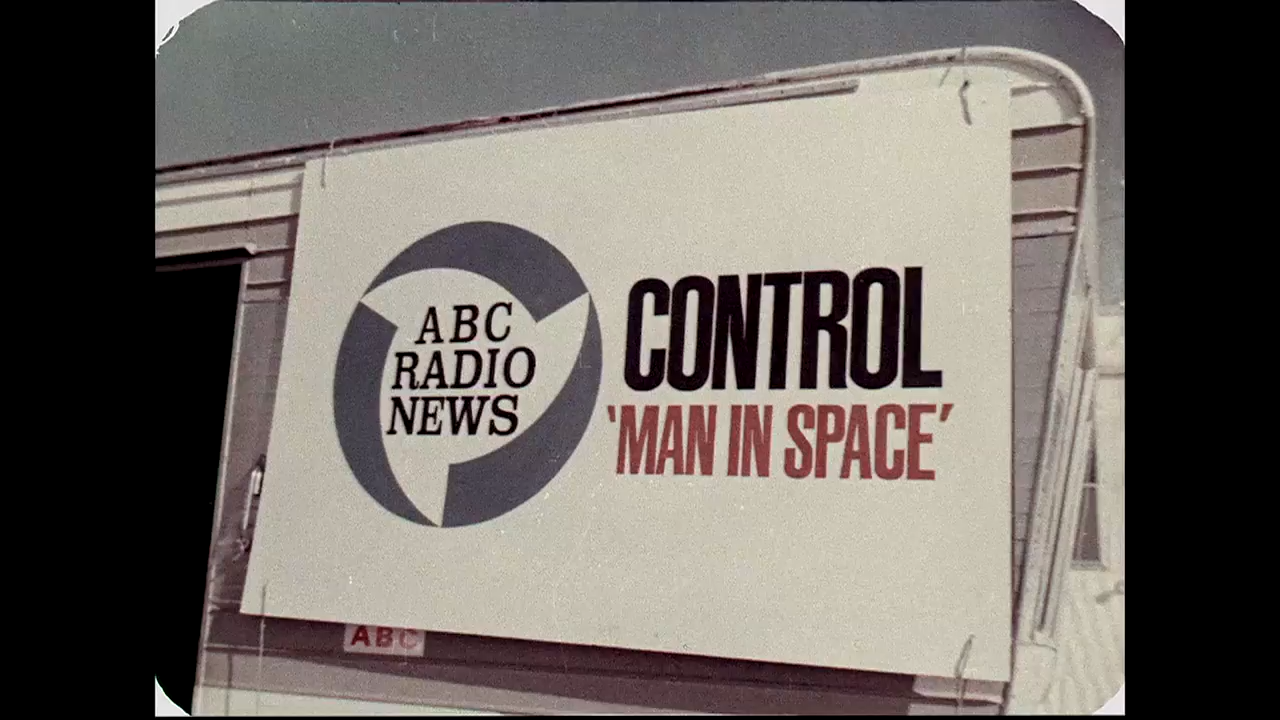 ABC
RADIO
NEWS
CONTROL
‘MAN IN SPACE’
ABC